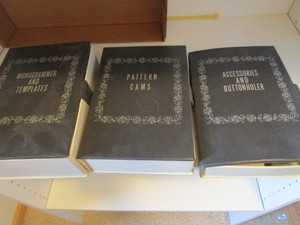 MONOGRAMMER
AND
TEMPLATES
PATTERN
CAMS
ACCESSORIES
AND
BUTTONHOLER